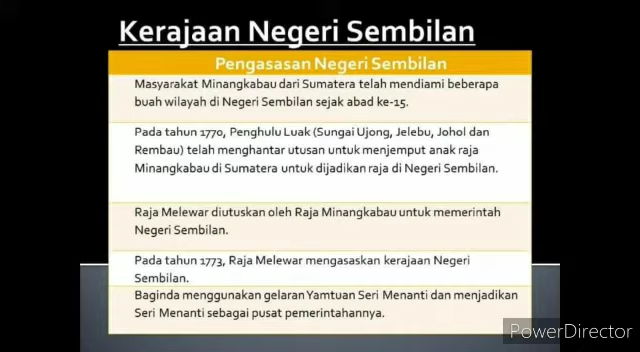 Kerajaan Negeri Sembilan
Pengasasan Negeri Sembilan
Masyarakat Minangkabau dari Sumatera telah mendiami beberapa
buah wilayah di Negeri Sembilan sejak abad ke-15.
Pada tahun 1770, Penghulu Luak (Sungai Ujong, Jelebu, Johol dan
Rembau) telah menghantar utusan untuk menjemput anak raja
Minangkabau di Sumatera untuk dijadikan raja di Negeri Sembilan.
Raja Melewar diutuskan oleh Raja Minangkabau untuk memerintah
Negeri Sembilan.
Pada tahun 1773, Raja Melewar mengasaskan kerajaan Negeri
Sembilan.
Baginda menggunakan gelaran Yamtuan Seri Menanti dan menjadikan
Seri Menanti sebagai pusat pemerintahannya.
PowerDirector